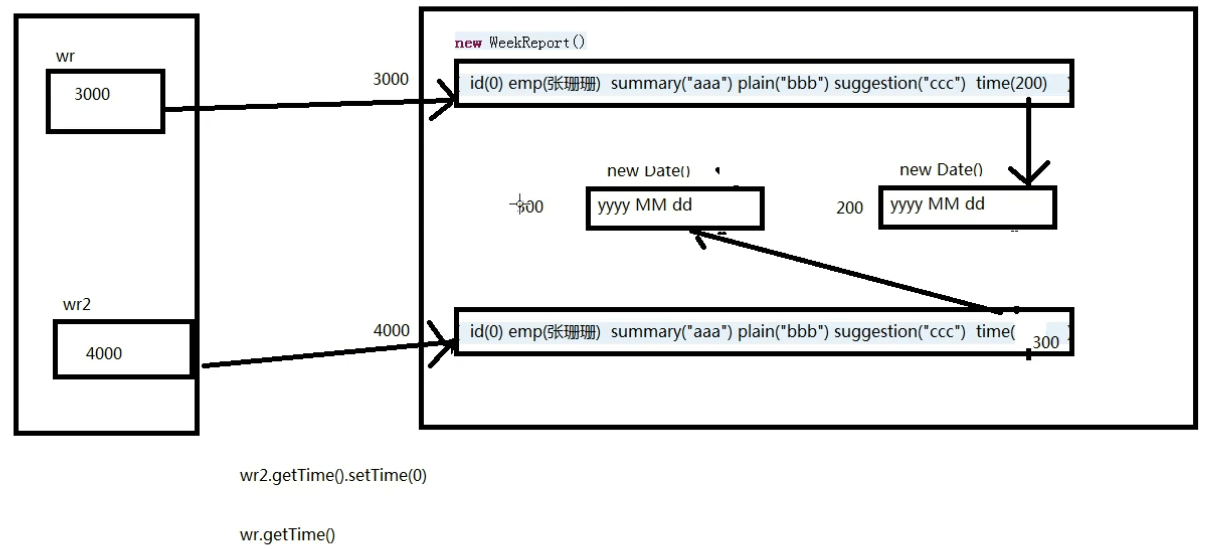 new WeekReport()
wr
3000
3000
id(0) emp(张珊珊) summary("aaa") plain("bbb") suggestion("ccc") time(200)
new Date()
new Date()
yyyy MM dd
200
yyyy MM dd
wr2
4000
4000
id(0) emp(张珊珊) summary("aaa") plain("bbb") suggestion("ccc") time(
300
wr2.getTime().setTime(0)
wr.getTime()